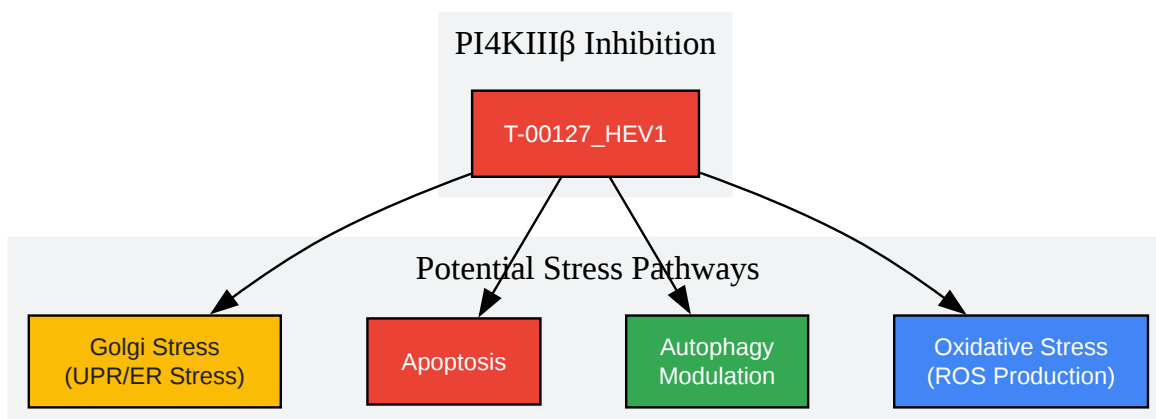 PI4KIIIβ Inhibition
T-00127_HEV1
Potential Stress Pathways
Golgi Stress
(UPR/ER Stress)
Apoptosis
Autophagy
Modulation
Oxidative Stress
(ROS Production)